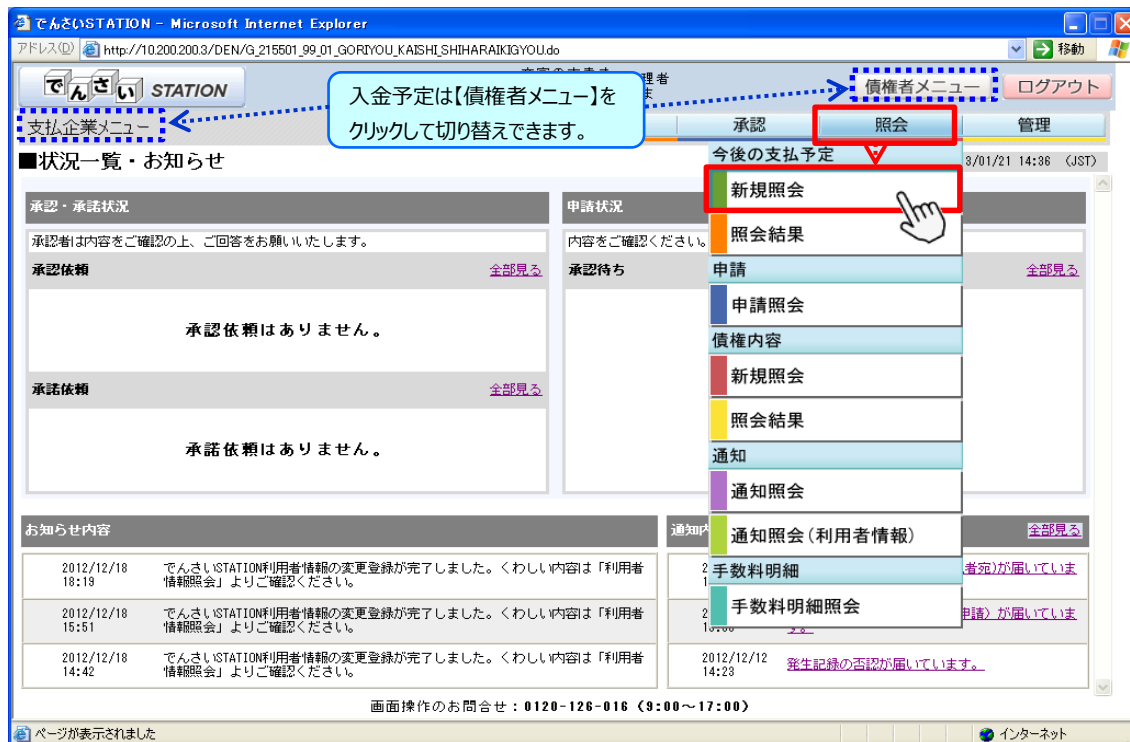 でんさいSTATION - Microsoft Internet Explorer
アドレス(D) http://10.200.200.3/DEN/G_215501_99_01_GORIYOU_KAISHI_SHIHARAIKIGYOU.do
移動
でんさい STATION
理者
債権者メニュー
ログアウト
入金予定は【債権者メニュー】を
クリックして切り替えできます。
支払企業メニュー
承認
照会
管理
■状況一覧・お知らせ
3/01/21 14:36 (JST)
今後の支払予定
新規照会
照会結果
申請
申請照会
債権内容
新規照会
照会結果
通知
通知照会
通知照会(利用者情報)
手数料明細
手数料明細照会
承認・承諾状況
承認者は内容をご確認の上、ご回答をお願いいたします。
承認依頼
全部見る
承認依頼はありません。
承諾依頼
全部見る
承諾依頼はありません。
申請状況
内容をご確認ください。
承認待ち
全部見る
お知らせ内容
2012/12/18
18:19
でんさいSTATION利用者情報の変更登録が完了しました。くわしい内容は「利用者
情報照会」よりご確認ください。
2012/12/18
15:51
でんさいSTATION利用者情報の変更登録が完了しました。くわしい内容は「利用者
情報照会」よりご確認ください。
2012/12/18
14:42
でんさいSTATION利用者情報の変更登録が完了しました。くわしい内容は「利用者
情報照会」よりご確認ください。
通知内
全部見る
者宛)が届いていま
申請)が届いていま
す。
2012/12/12
14:23
発生記録の否認が届いています。
画面操作のお問合せ：0120-126-016（9:00～17:00）
ページが表示されました
インターネット